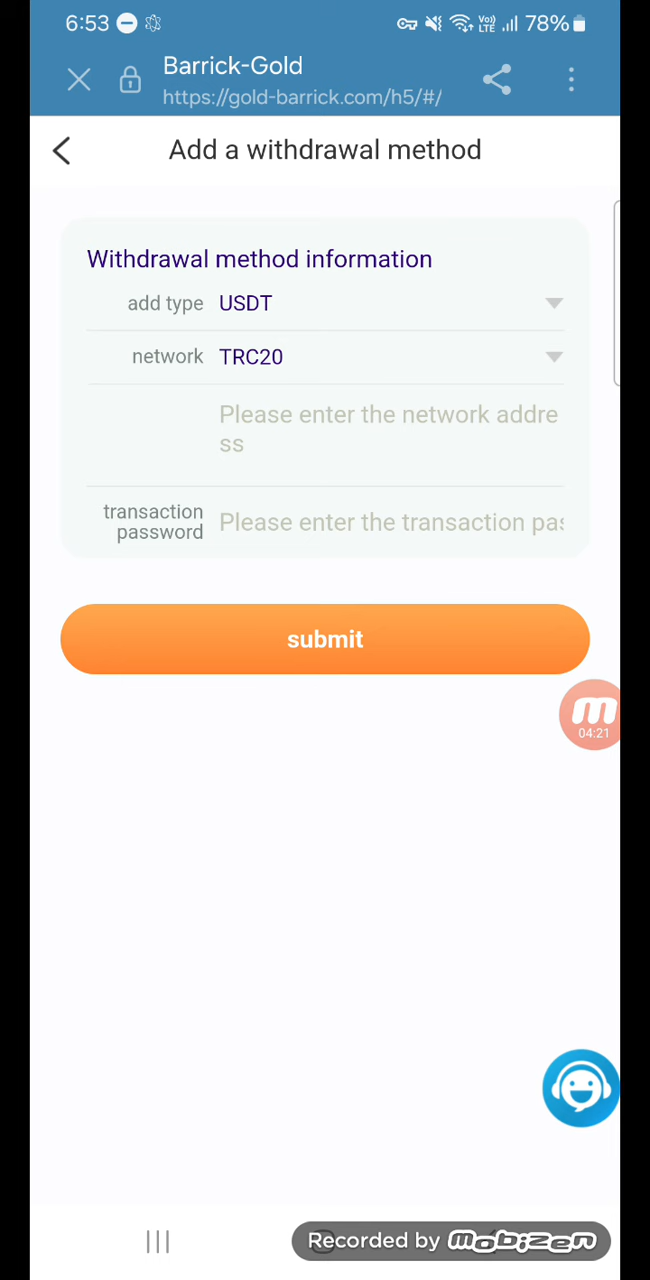 6:53
Vo)) LTE
78%
Barrick-Gold
https://gold-barrick.com/h5/#/
Add a withdrawal method
Withdrawal method information
add type USDT
network TRC20
Please enter the network addre
ss
transaction
password
Please enter the transaction pas
submit
m
04:21
Recorded by mobizen